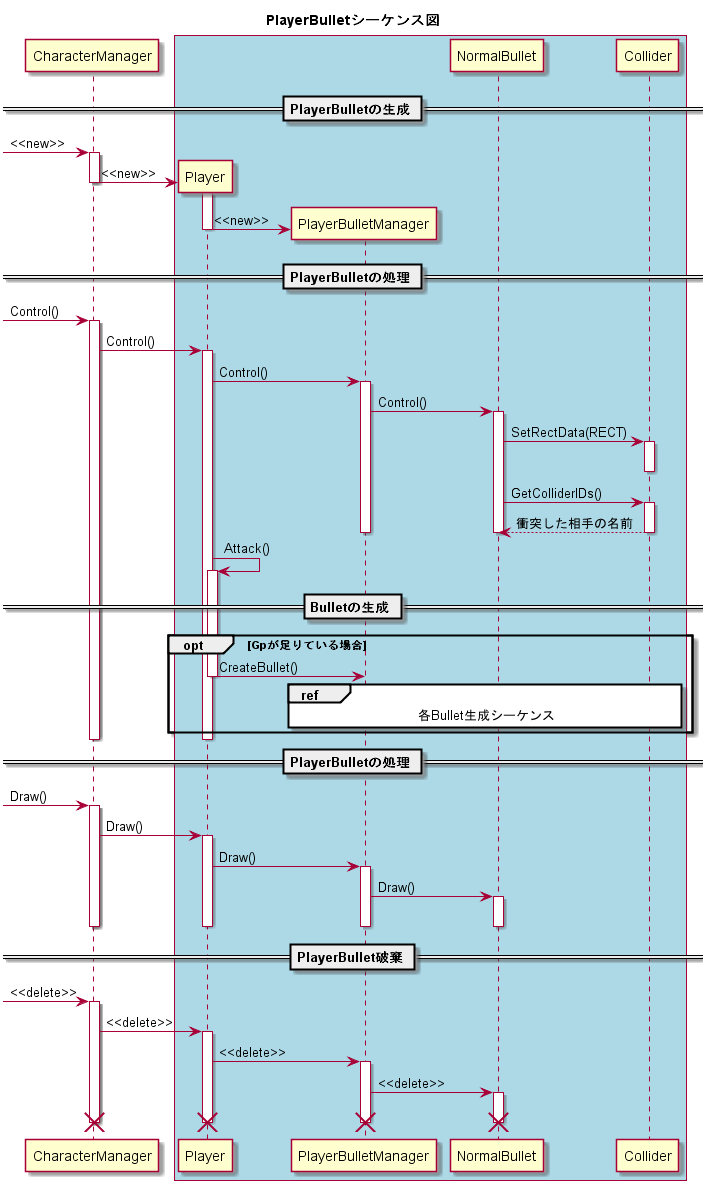 PlayerBulletシーケンス図
CharacterManager
NormalBullet
Collider
PlayerBulletの生成
<<new>>
<<new>>
Player
<<new>>
PlayerBulletManager
PlayerBulletの処理
Control()
Control()
Control()
Control()
SetRectData(RECT)
GetColliderIDs()
衝突した相手の名前
Attack()
Bulletの生成
opt [Gpが足りている場合]
CreateBullet()
ref
各Bullet生成シーケンス
PlayerBulletの処理
Draw()
Draw()
Draw()
Draw()
PlayerBullet破棄
<<delete>>
<<delete>>
<<delete>>
<<delete>>
CharacterManager Player PlayerBulletManager NormalBullet Collider